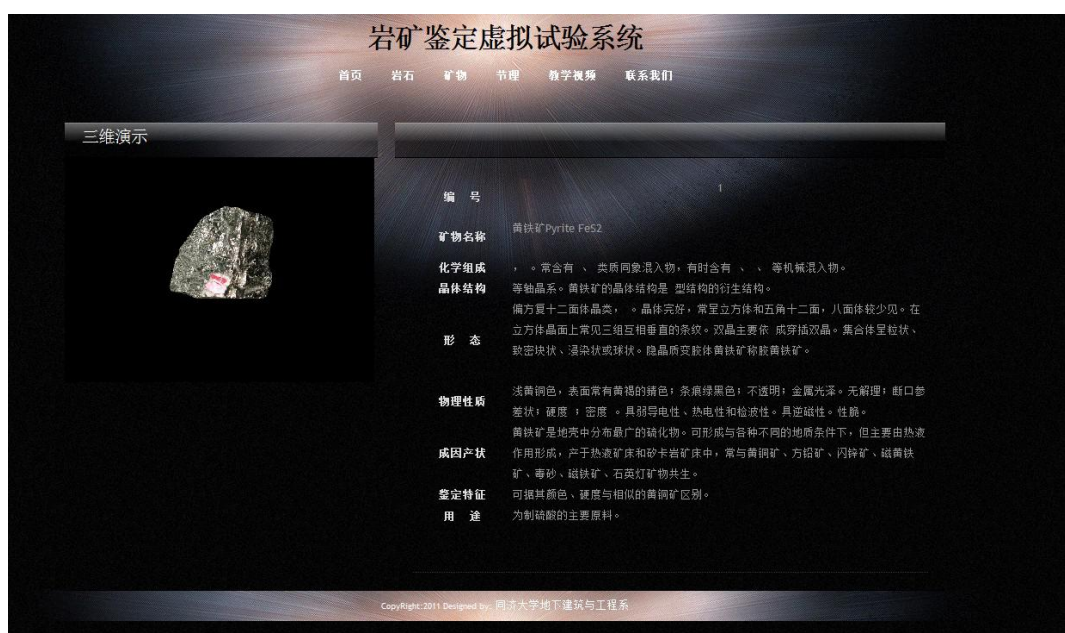 岩矿鉴定虚拟试验系统
首页 岩石 矿物 节理 教学视频 联系我们
三维演示
编 号 1
矿物名称 黄铁矿Pyrite FeS2
化学组成 , 。常含有 、 类质同象混入物,有时含有 、 、 等机械混入物。
晶体结构 等轴晶系。黄铁矿的晶体结构是 型结构的衍生结构。
形 态 偏方复十二面体晶类, 。晶体完好,常呈立方体和五角十二面,八面体较少见。在
立方体晶面上常见三组互相垂直的条纹。双晶主要依 成穿插双晶。集合体呈粒状、
致密块状、浸染状或球状。隐晶质变胶体黄铁矿称胶黄铁矿。
物理性质 浅黄铜色,表面常有黄褐的锖色;条痕绿黑色;不透明;金属光泽。无解理;断口参
差状;硬度 ;密度 。具弱导电性、热电性和检波性。具逆磁性。性脆。
成因产状 黄铁矿是地壳中分布最广的硫化物。可形成与各种不同的地质条件下,但主要由热液
作用形成,产于热液矿床和矽卡岩矿床中,常与黄铜矿、方铅矿、闪锌矿、磁黄铁
矿、毒砂、磁铁矿、石英灯矿物共生。
鉴定特征 可据其颜色、硬度与相似的黄铜矿区别。
用 途 为制硫酸的主要原料。
CopyRight:2011 Designed by: 同济大学地下建筑与工程系